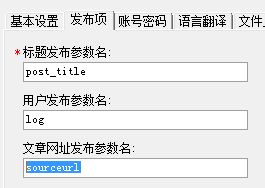 基本设置 发布项 账号密码 语言翻译
*标题发布参数名:
post_title
用户发布参数名:
log
文章网址发布参数名:
sourceurl